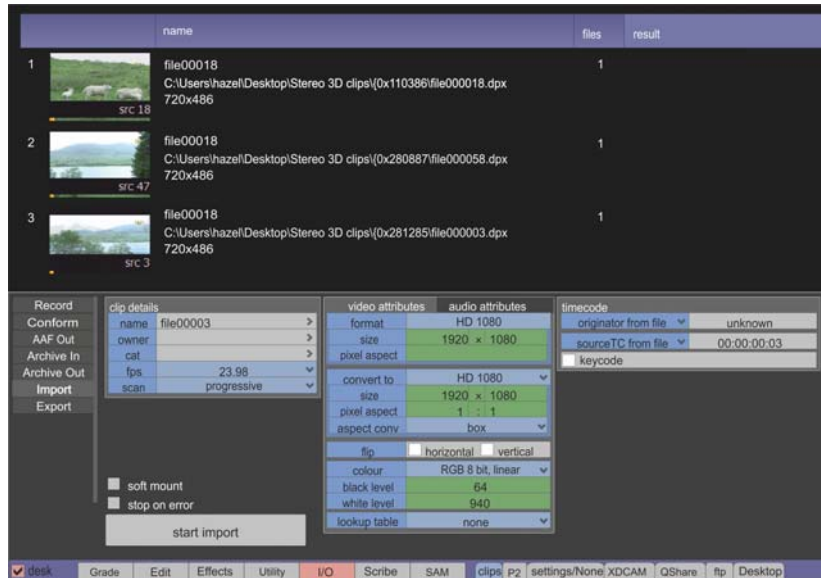 name files result
1 file00018 1
C:\Users\hazel\Desktop\Stereo 3D clips\{0x110386\file000018.dpx
720x486
src 18
2 file00018 1
C:\Users\hazel\Desktop\Stereo 3D clips\{0x280887\file000058.dpx
720x486
src 47
3 file00018 1
C:\Users\hazel\Desktop\Stereo 3D clips\{0x281285\file000003.dpx
720x486
src 3
Record
Conform
AAF Out
Archive In
Archive Out
Import
Export
clip details
name file00003
owner
cat
fps 23.98
scan progressive
soft mount
stop on error
start import
video attributes audio attributes
format HD 1080
size 1920 × 1080
pixel aspect
convert to HD 1080
size 1920 × 1080
pixel aspect 1 : 1
aspect conv box
flip horizontal vertical
colour RGB 8 bit, linear
black level 64
white level 940
lookup table none
timecode
originator from file unknown
sourceTC from file 00:00:00:03
keycode
desk Grade Edit Effects Utility I/O Scribe SAM clips P2 settings/None XDCAM QShare ftp Desktop